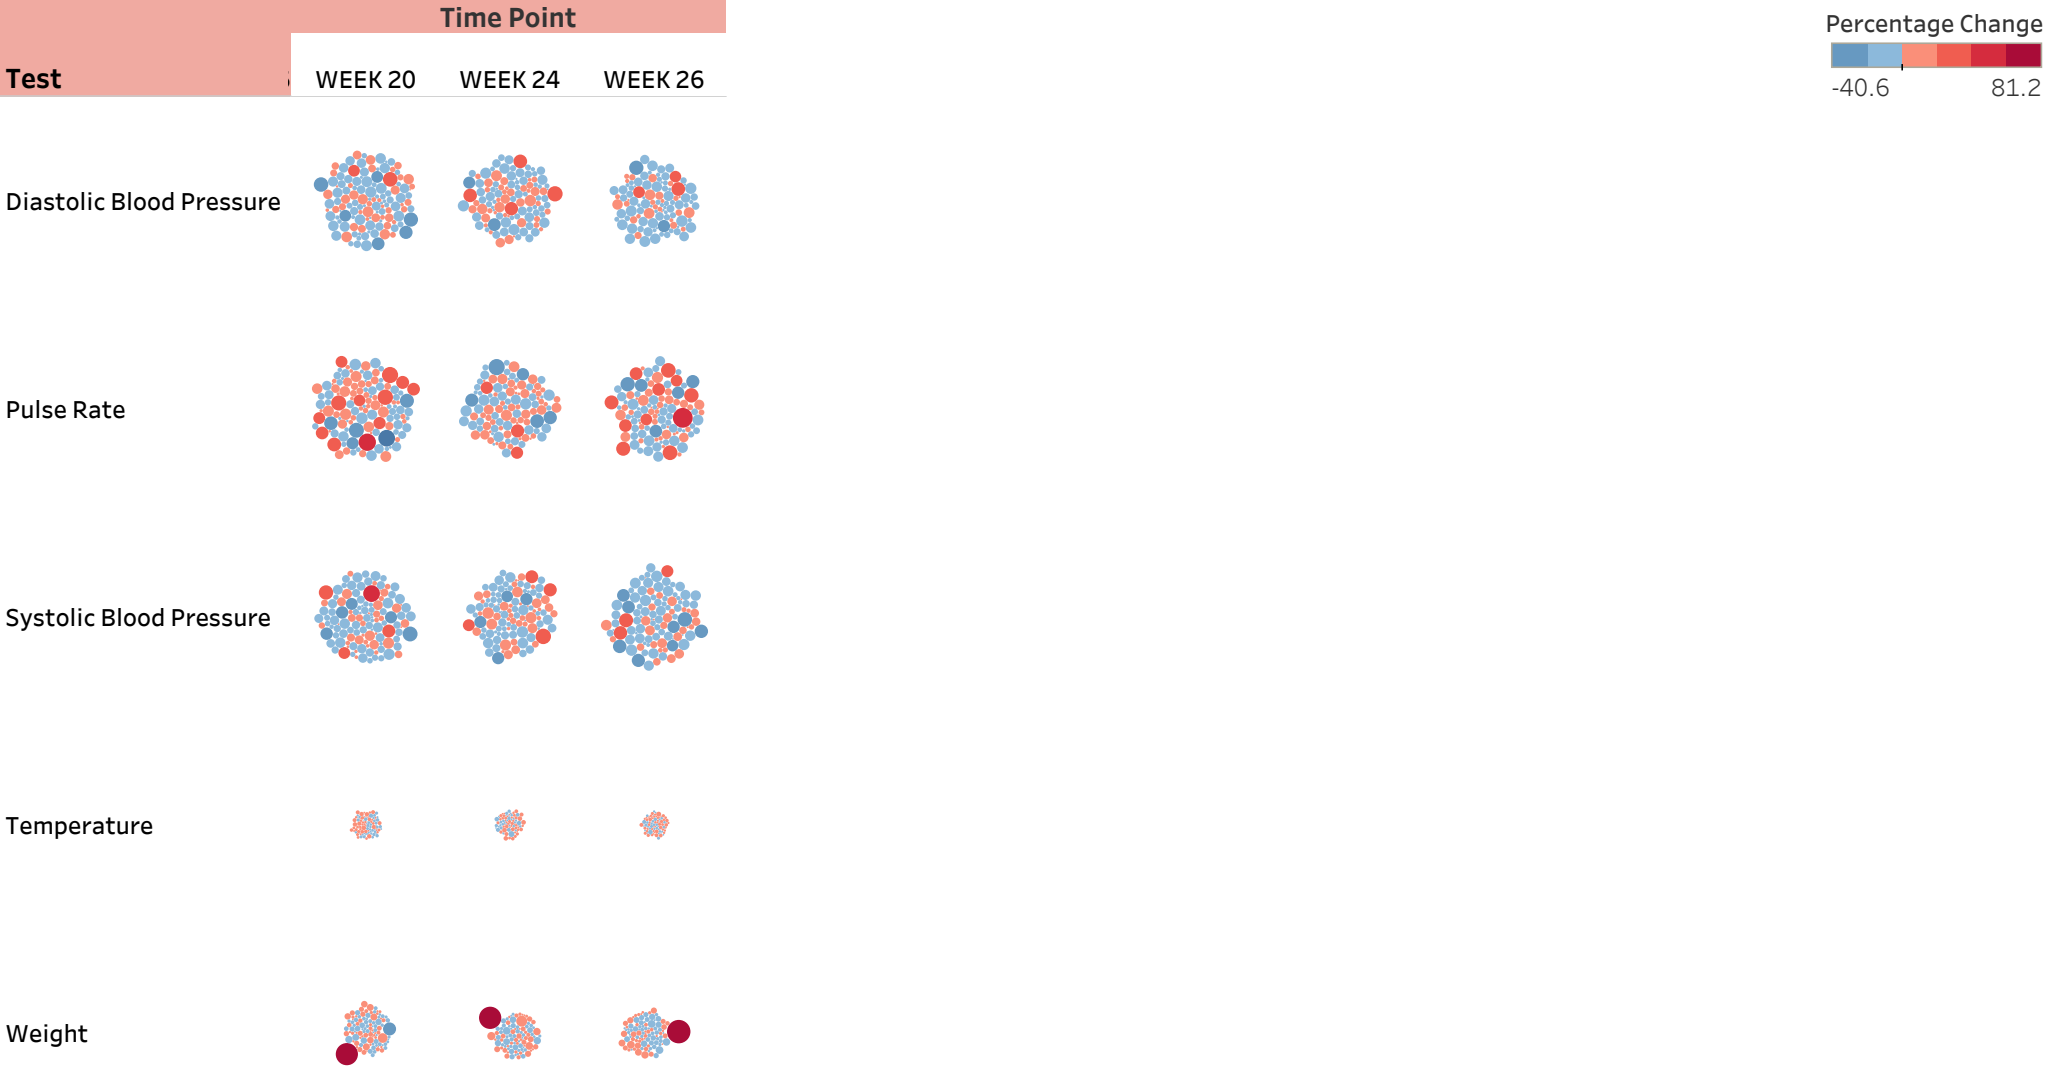 Time Point
Test
WEEK 20 WEEK 24 WEEK 26
Percentage Change
-40.6 81.2
Diastolic Blood Pressure
Pulse Rate
Systolic Blood Pressure
Temperature
Weight